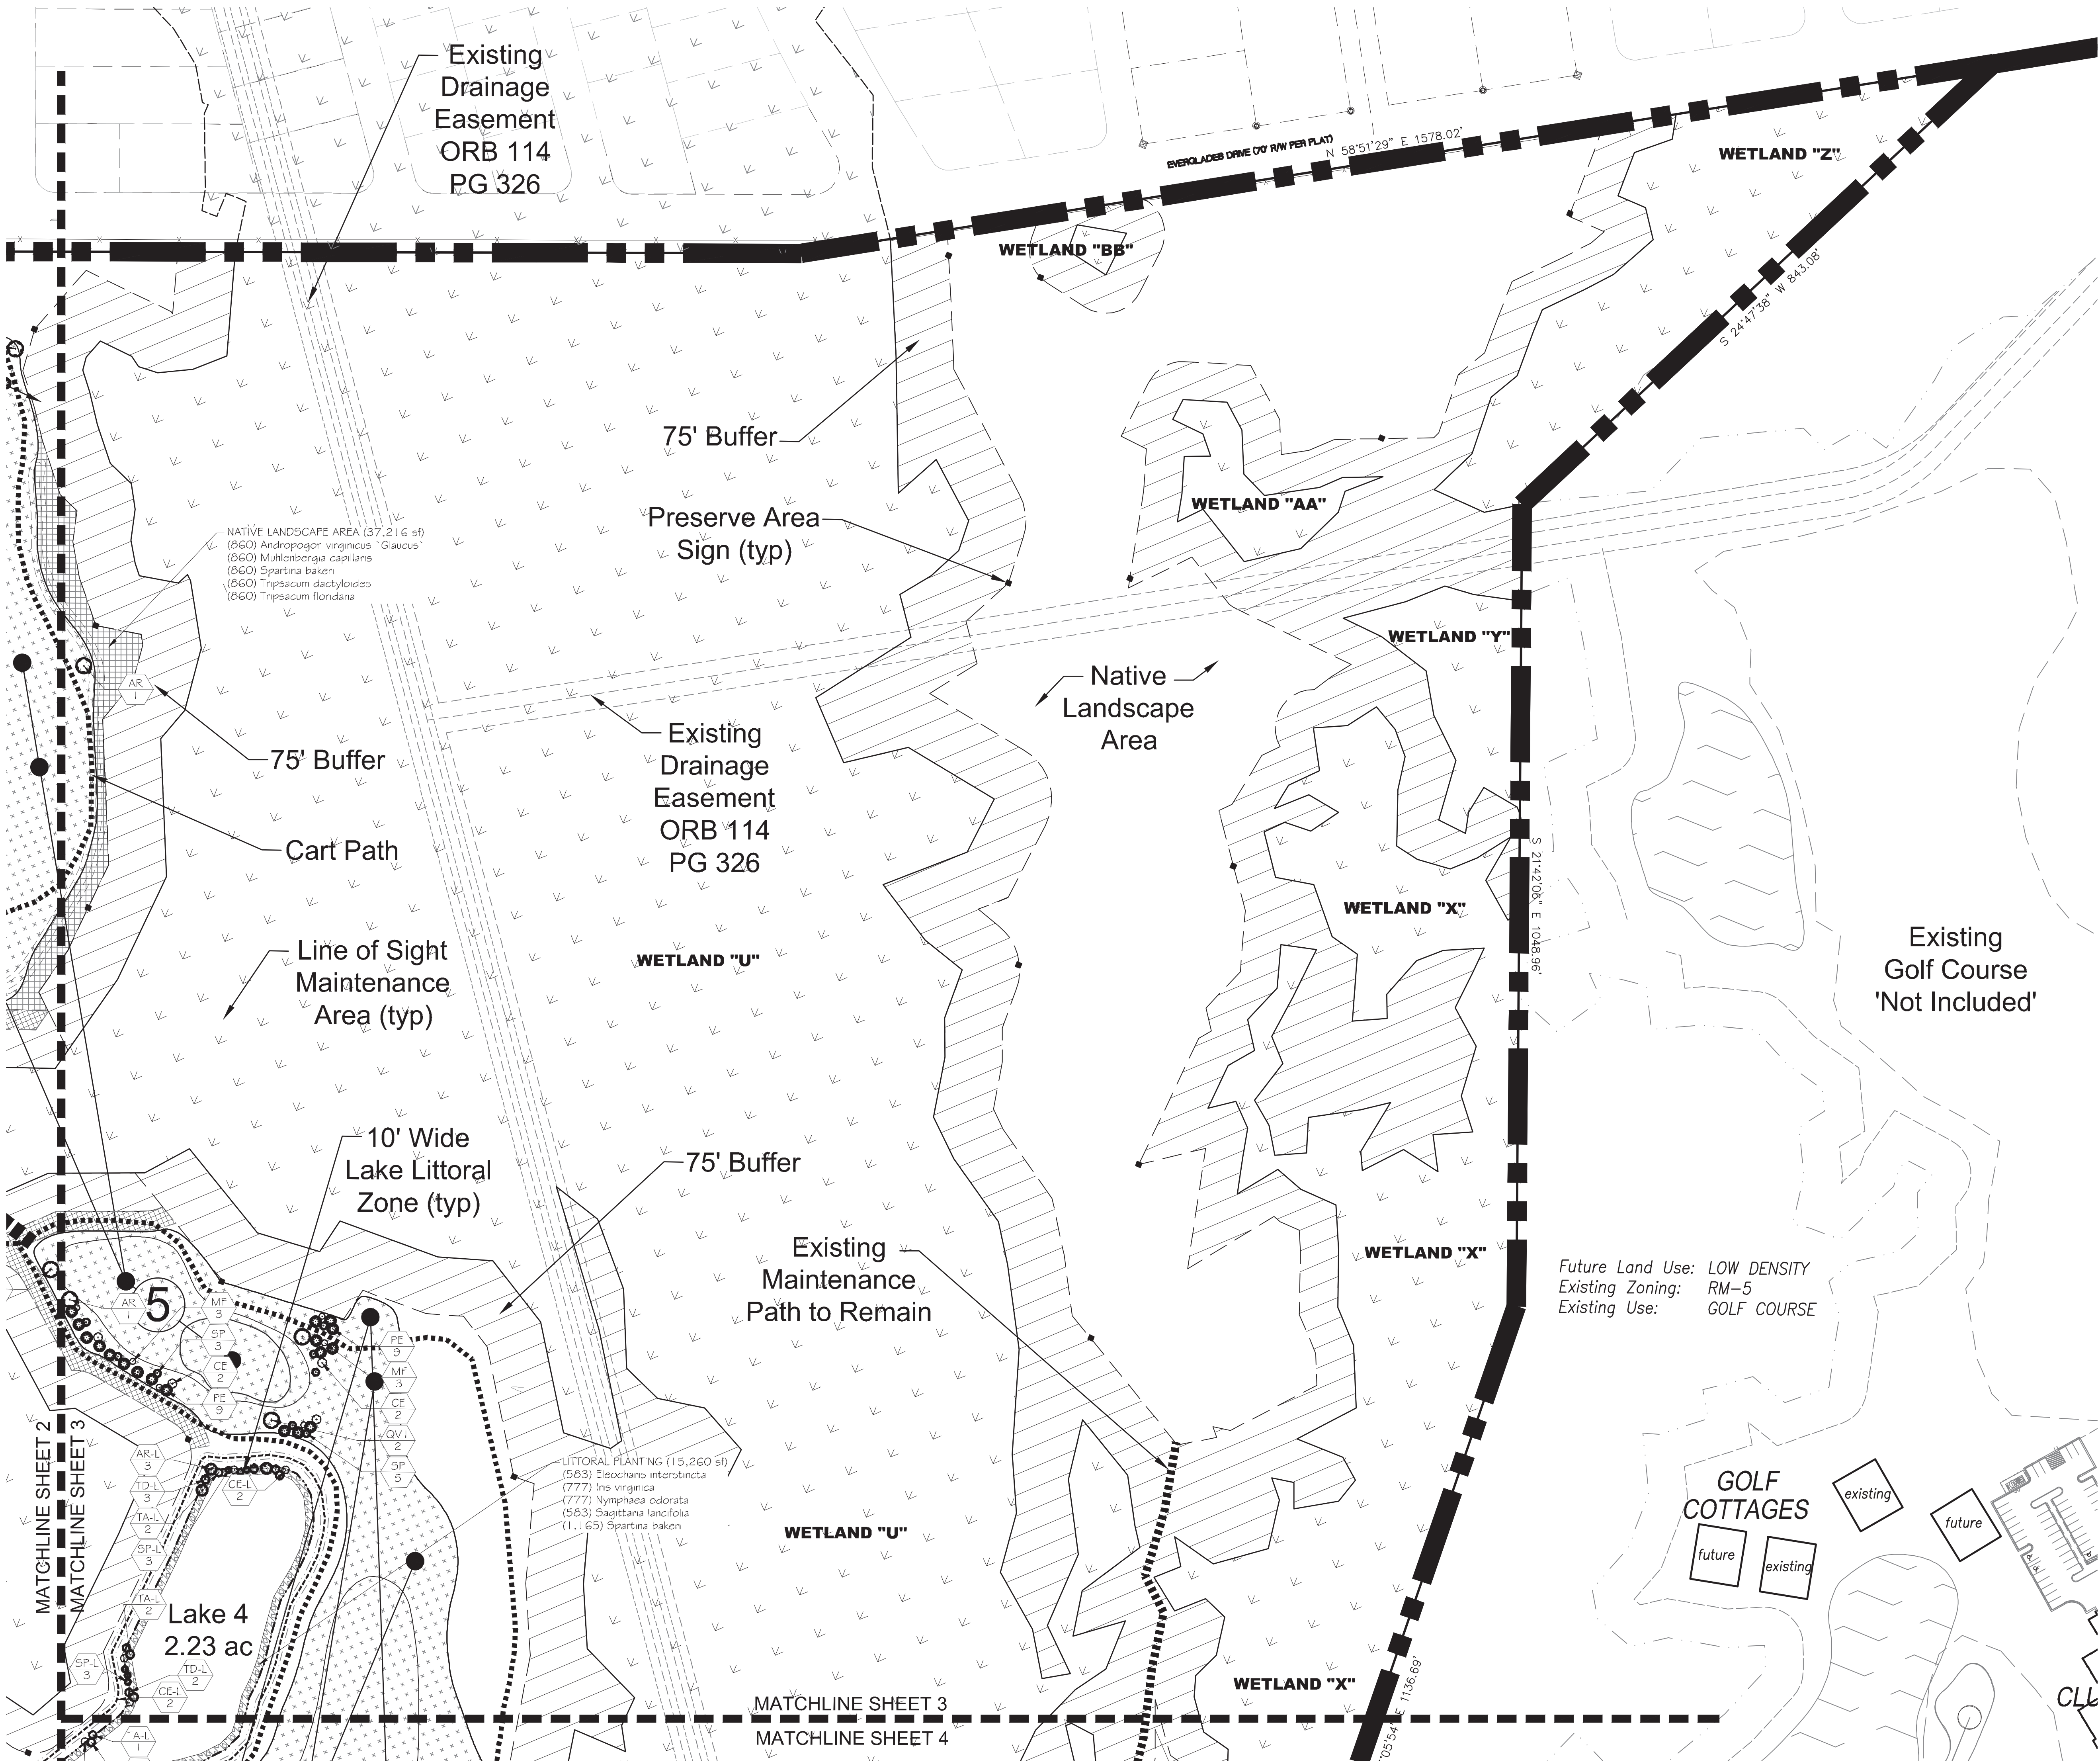 Existing
Drainage
Easement
ORB 114
PG 326
EVERGLADES DRIVE (70' R/W PER PLAT)
N 58°51'29" E 1578.02'
WETLAND "Z"
WETLAND "BB"
S 24°47'38" W 843.08'
75' Buffer
WETLAND "AA"
Preserve Area
Sign (typ)
NATIVE LANDSCAPE AREA (37,216 sf)
(860) Andropogon virginicus `Glaucus`
(860) Muhlenbergia capillaris
(860) Spartina bakeri
(860) Tripsacum dactyloides
(860) Tripsacum floridana
WETLAND "Y"
AR
1
Native
Landscape
Area
75' Buffer
Existing
Drainage
Easement
ORB 114
PG 326
Cart Path
S 21°42'06" E 1048.96'
WETLAND "X"
Line of Sight
Maintenance
Area (typ)
WETLAND "U"
Existing
Golf Course
'Not Included'
10' Wide
Lake Littoral
Zone (typ)
75' Buffer
Existing
Maintenance
Path to Remain
WETLAND "X"
Future Land Use: LOW DENSITY
Existing Zoning: RM-5
Existing Use: GOLF COURSE
AR
1
5
MF
3
SP
3
CE
2
PE
9
PE
9
MF
3
CE
2
QV1
2
SP
5
MATCHLINE SHEET 2
MATCHLINE SHEET 3
AR-L
3
TD-L
3
TA-L
2
SP-L
3
TA-L
2
CE-L
2
LITTORAL PLANTING (15,260 sf)
(583) Eleocharis interstincta
(777) Iris virginica
(777) Nymphaea odorata
(583) Sagittaria lancifolia
(1,165) Spartina bakeri
WETLAND "U"
GOLF
COTTAGES
existing
future
future
existing
Lake 4
2.23 ac
SP-L
3
TD-L
2
CE-L
2
TA-L
1
WETLAND "X"
05'54" E 1136.69'
MATCHLINE SHEET 3
MATCHLINE SHEET 4